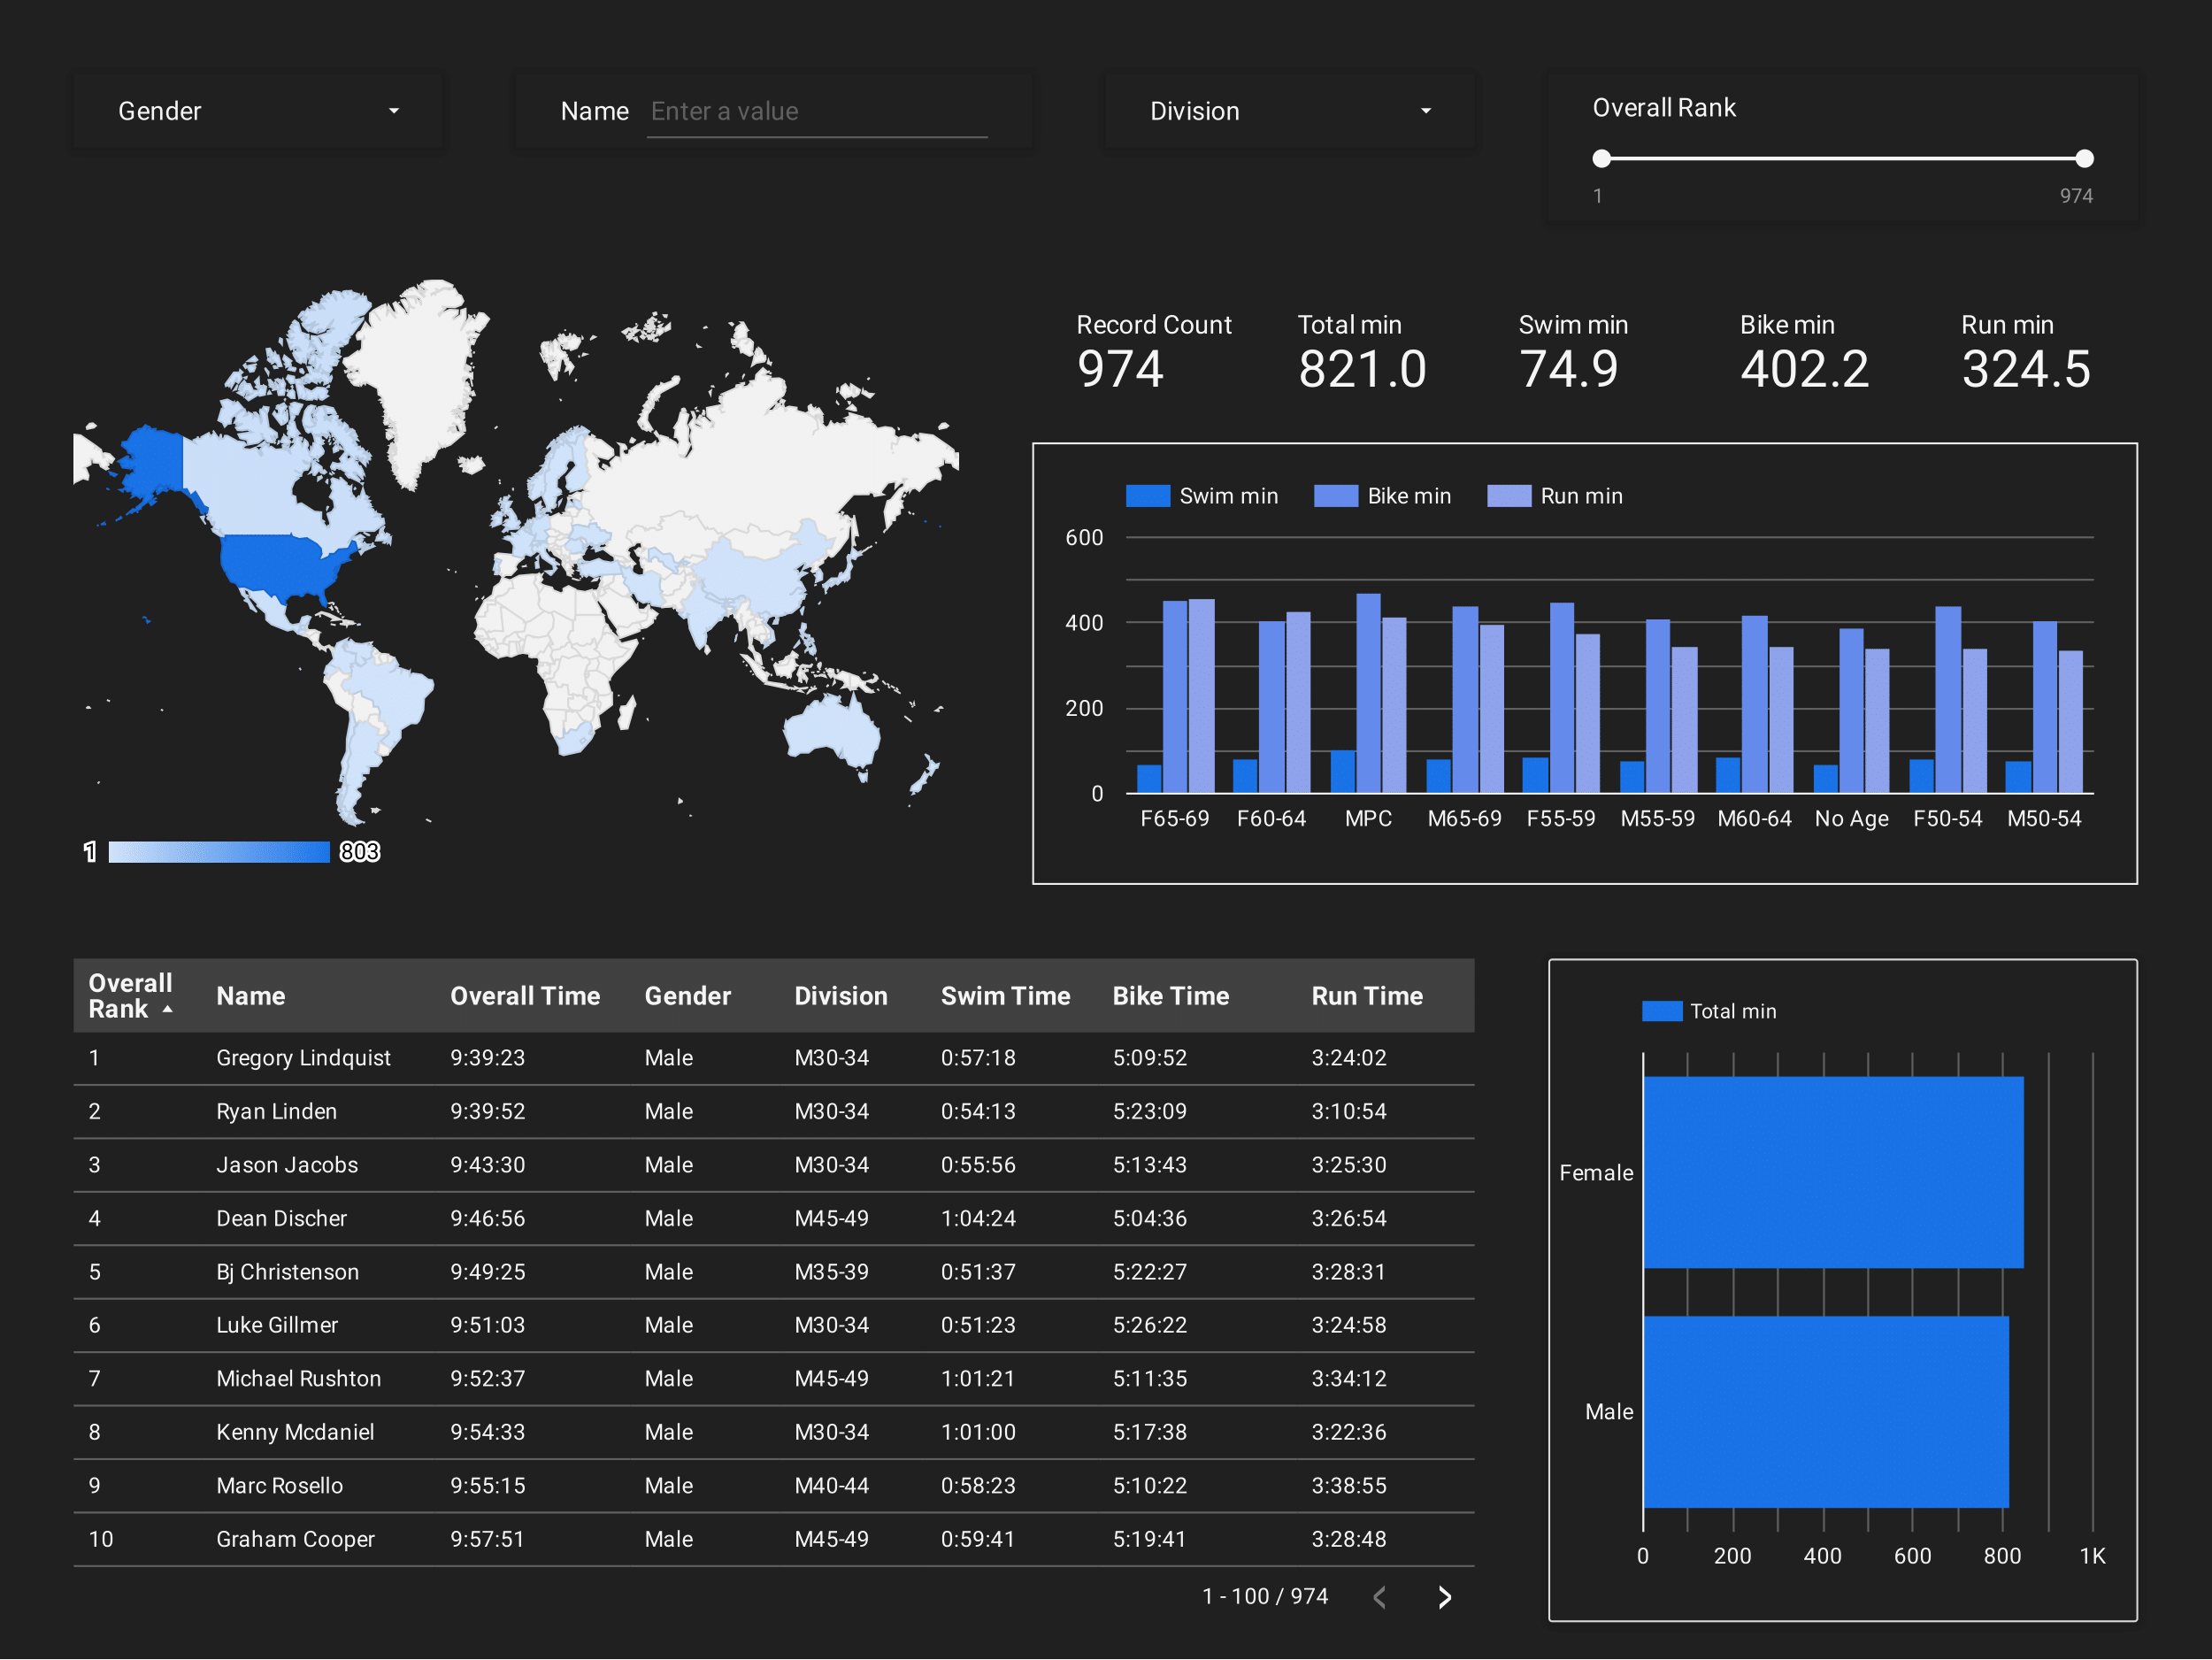 Gender
Name Enter a value
Division
Overall Rank
1 974
Record Count Total min Swim min Bike min Run min
974 821.0 74.9 402.2 324.5
Swim min Bike min Run min
600
400
200
0
F65-69 F60-64 MPC M65-69 F55-59 M55-59 M60-64 No Age F50-54 M50-54
1 803
Overall Rank Name Overall Time Gender Division Swim Time Bike Time Run Time
1 Gregory Lindquist 9:39:23 Male M30-34 0:57:18 5:09:52 3:24:02
2 Ryan Linden 9:39:52 Male M30-34 0:54:13 5:23:09 3:10:54
3 Jason Jacobs 9:43:30 Male M30-34 0:55:56 5:13:43 3:25:30
4 Dean Discher 9:46:56 Male M45-49 1:04:24 5:04:36 3:26:54
5 Bj Christenson 9:49:25 Male M35-39 0:51:37 5:22:27 3:28:31
6 Luke Gillmer 9:51:03 Male M30-34 0:51:23 5:26:22 3:24:58
7 Michael Rushton 9:52:37 Male M45-49 1:01:21 5:11:35 3:34:12
8 Kenny Mcdaniel 9:54:33 Male M30-34 1:01:00 5:17:38 3:22:36
9 Marc Rosello 9:55:15 Male M40-44 0:58:23 5:10:22 3:38:55
10 Graham Cooper 9:57:51 Male M45-49 0:59:41 5:19:41 3:28:48
1 - 100 / 974
Total min
Female
Male
0 200 400 600 800 1K